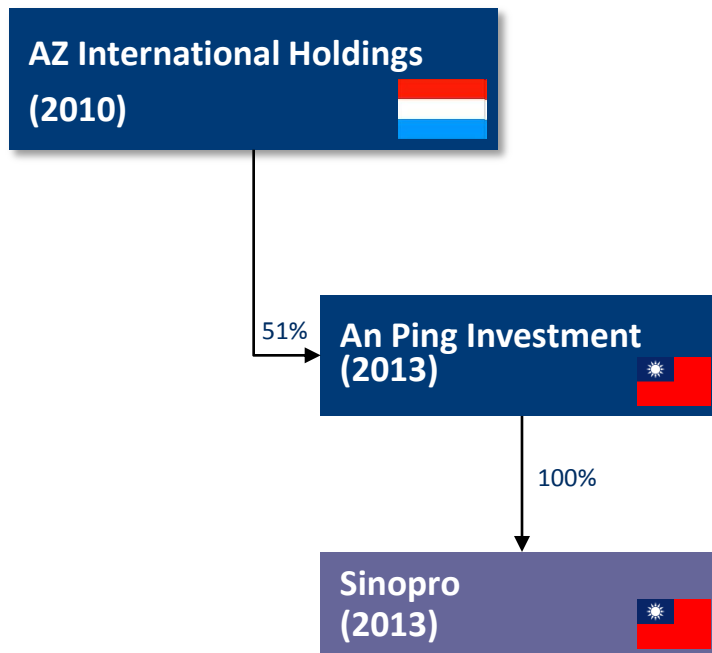 AZ International Holdings
(2010)
51%
An Ping Investment
(2013)
100%
Sinopro
(2013)